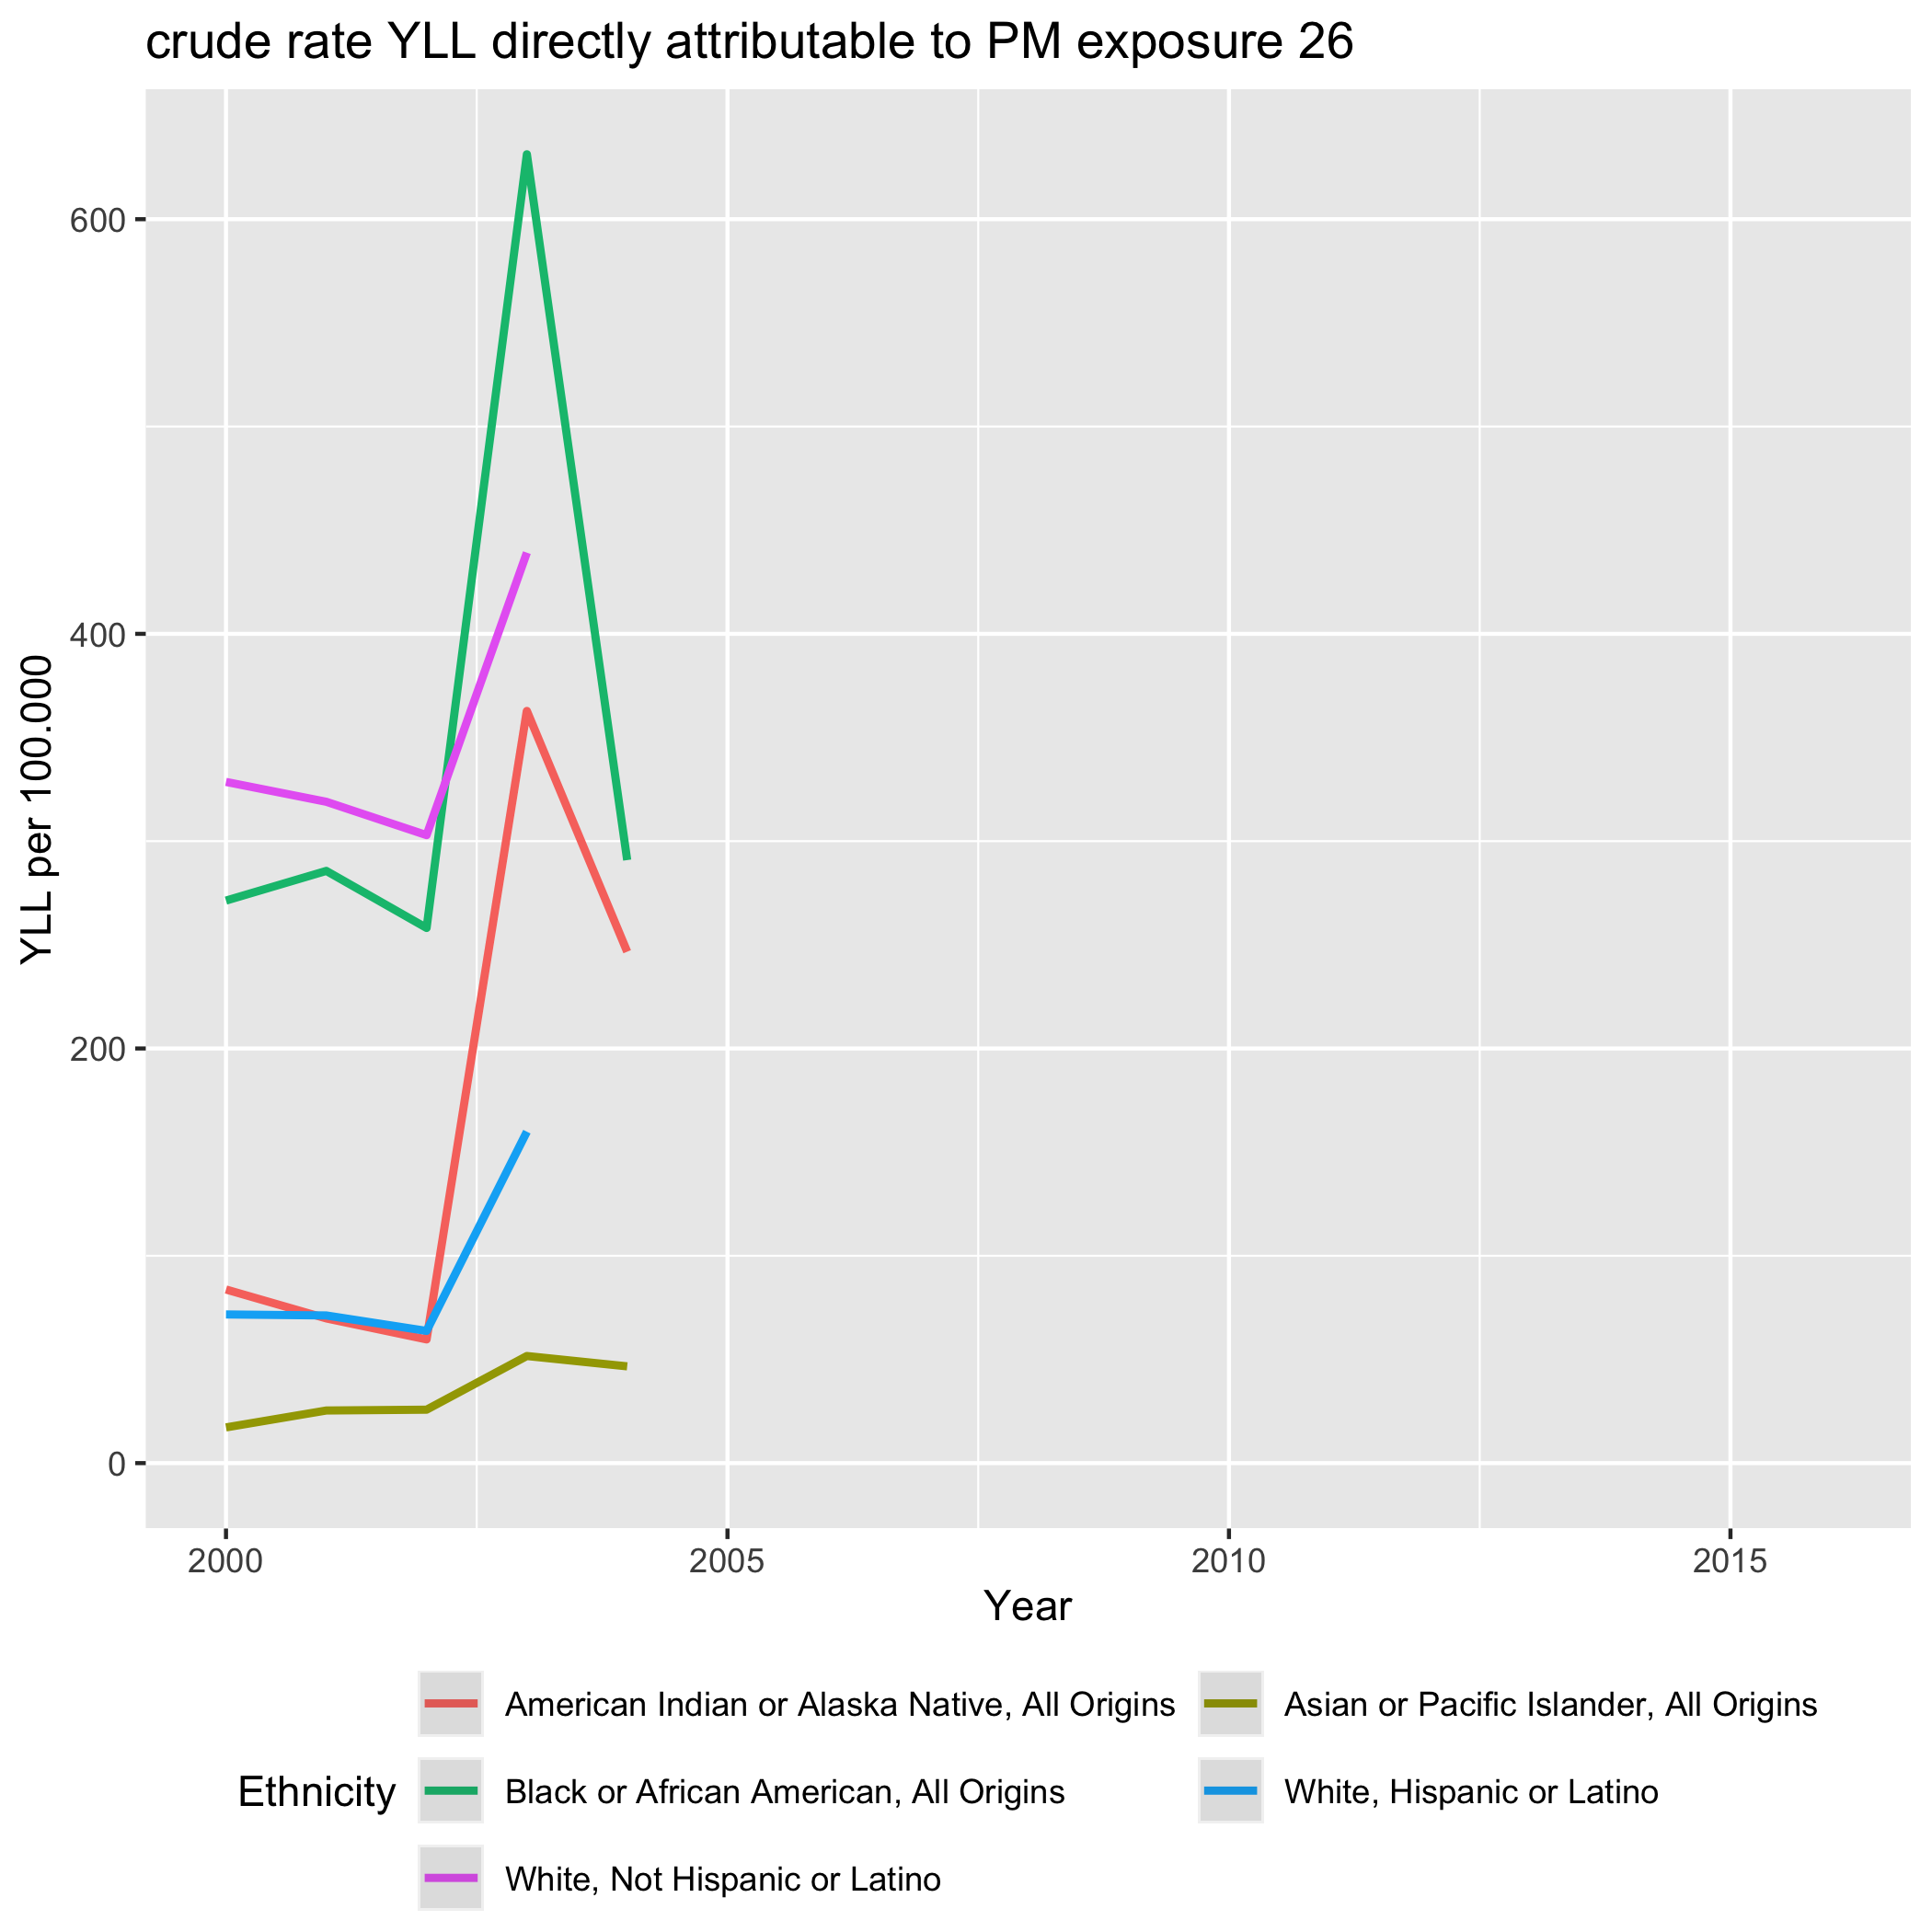 crude rate YLL directly attributable to PM exposure 26
YLL per 100.000
600
400
200
0
2000 2005 2010 2015
Year
Ethnicity
American Indian or Alaska Native, All Origins
Asian or Pacific Islander, All Origins
Black or African American, All Origins
White, Hispanic or Latino
White, Not Hispanic or Latino